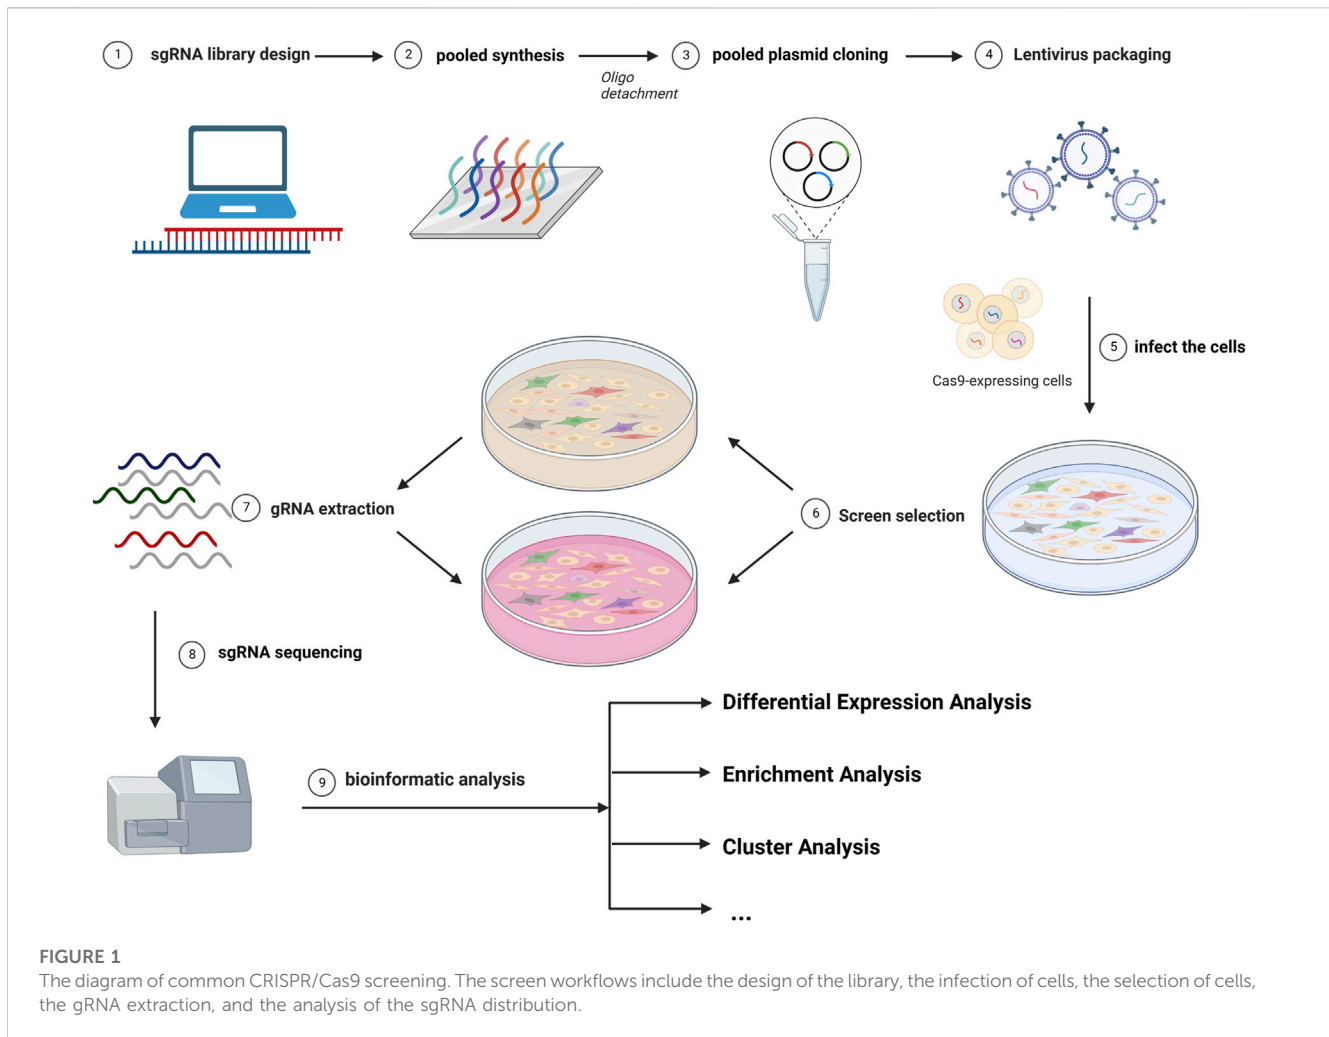 1 sgRNA library design
2 pooled synthesis
Oligo
detachment
3 pooled plasmid cloning
4 Lentivirus packaging
Cas9-expressing cells
5 infect the cells
6 Screen selection
7 gRNA extraction
8 sgRNA sequencing
9 bioinformatic analysis
Differential Expression Analysis
Enrichment Analysis
Cluster Analysis
...
FIGURE 1
The diagram of common CRISPR/Cas9 screening. The screen workflows include the design of the library, the infection of cells, the selection of cells,
the gRNA extraction, and the analysis of the sgRNA distribution.